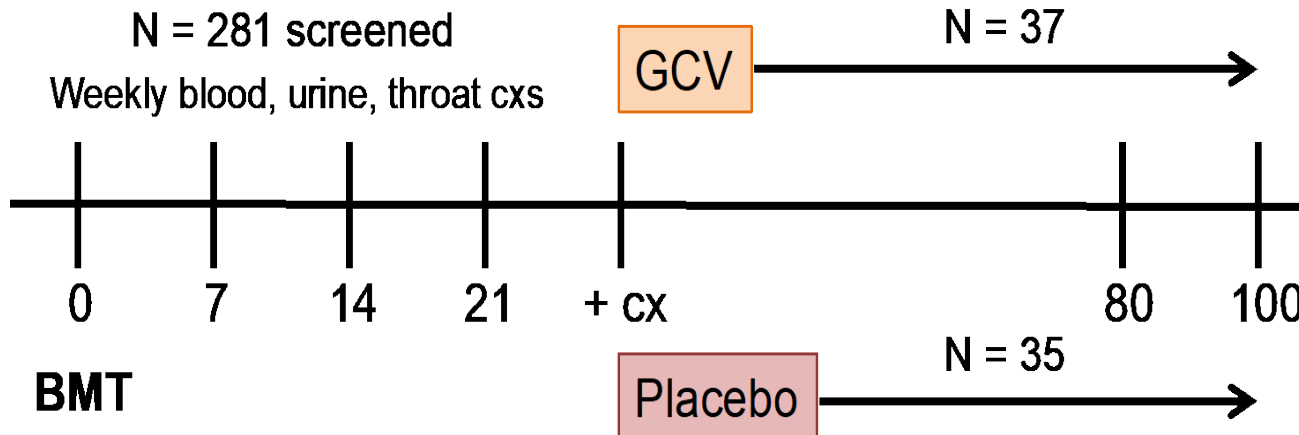 N = 281 screened
Weekly blood, urine, throat cxs
GCV
N = 37
0 7 14 21 + cx 80 100
BMT
Placebo
N = 35